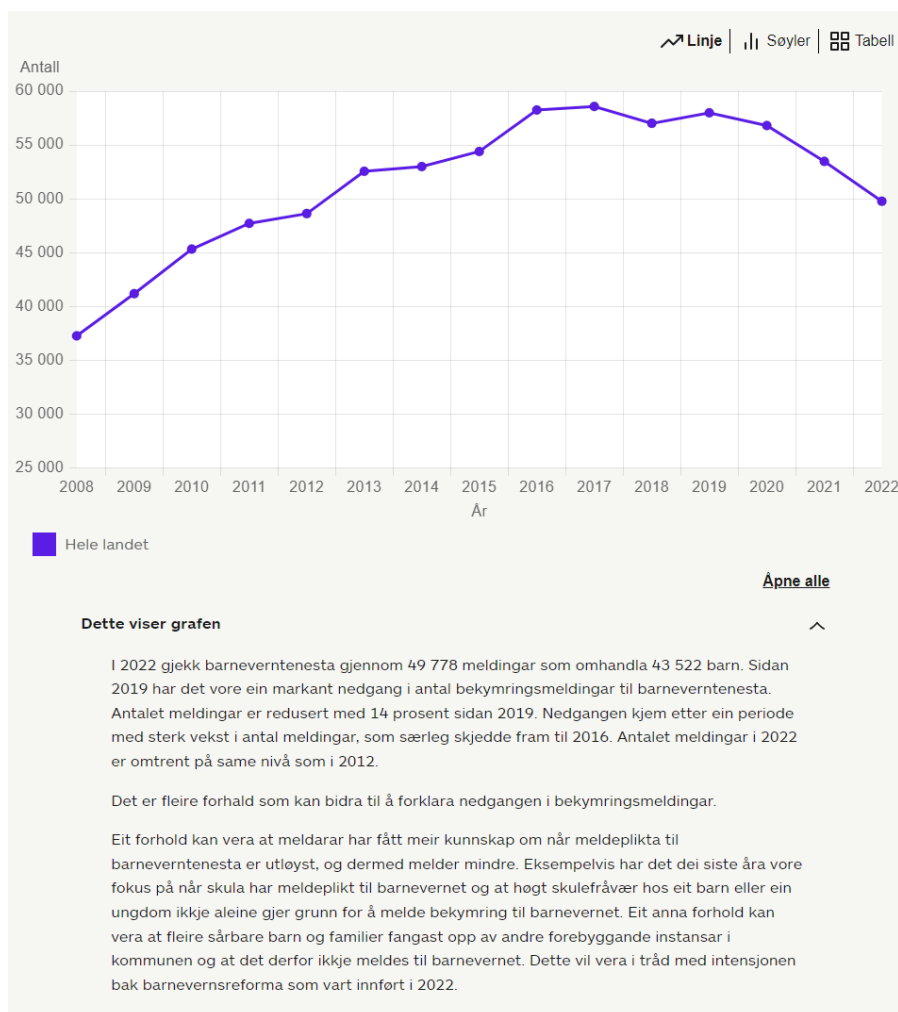 Linje Søyler Tabell
Antall
60 000
55 000
50 000
45 000
40 000
35 000
30 000
25 000
2008 2009 2010 2011 2012 2013 2014 2015 2016 2017 2018 2019 2020 2021 2022
År
Hele landet
Åpne alle
Dette viser grafen
I 2022 gjekk barneverntenesta gjennom 49 778 meldingar som omhandla 43 522 barn. Sidan
2019 har det vore ein markant nedgang i antal bekymringsmeldingar til barneverntenesta.
Antalet meldingar er redusert med 14 prosent sidan 2019. Nedgangen kjem etter ein periode
med sterk vekst i antal meldingar, som særleg skjedde fram til 2016. Antalet meldingar i 2022
er omtrent på same nivå som i 2012.
Det er fleire forhald som kan bidra til å forklara nedgangen i bekymringsmeldingar.
Eit forhold kan vera at meldarar har fått meir kunnskap om når meldeplikta til
barneverntenesta er utløyst, og dermed melder mindre. Eksempelvis har det dei siste åra vore
fokus på når skula har meldeplikt til barnevernet og at høgt skulefråvær hos eit barn eller ein
ungdom ikkje aleine gjer grunn for å melde bekymring til barnevernet. Eit anna forhold kan
vera at fleire sårbare barn og familier fangast opp av andre forebyggande instansar i
kommunen og at det derfor ikkje meldes til barnevernet. Dette vil vera i tråd med intensjonen
bak barnevernsreforma som vart innført i 2022.